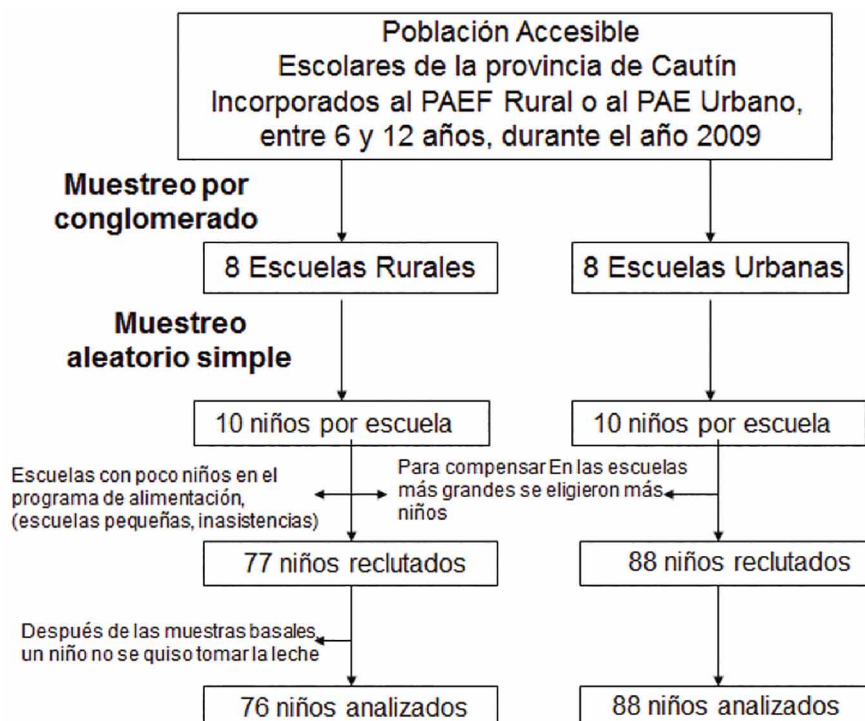 Población Accesible
Escolares de la provincia de Cautín
Incorporados al PAEF Rural o al PAE Urbano,
entre 6 y 12 años, durante el año 2009
Muestreo por
conglomerado
8 Escuelas Rurales
8 Escuelas Urbanas
Muestreo
aleatorio simple
10 niños por escuela
10 niños por escuela
Escuelas con poco niños en el
programa de alimentación,
(escuelas pequeñas, inasistencias)
Para compensar En las escuelas
más grandes se eligieron más
niños
77 niños reclutados
88 niños reclutados
Después de las muestras basales
un niño no se quiso tomar la leche
76 niños analizados
88 niños analizados